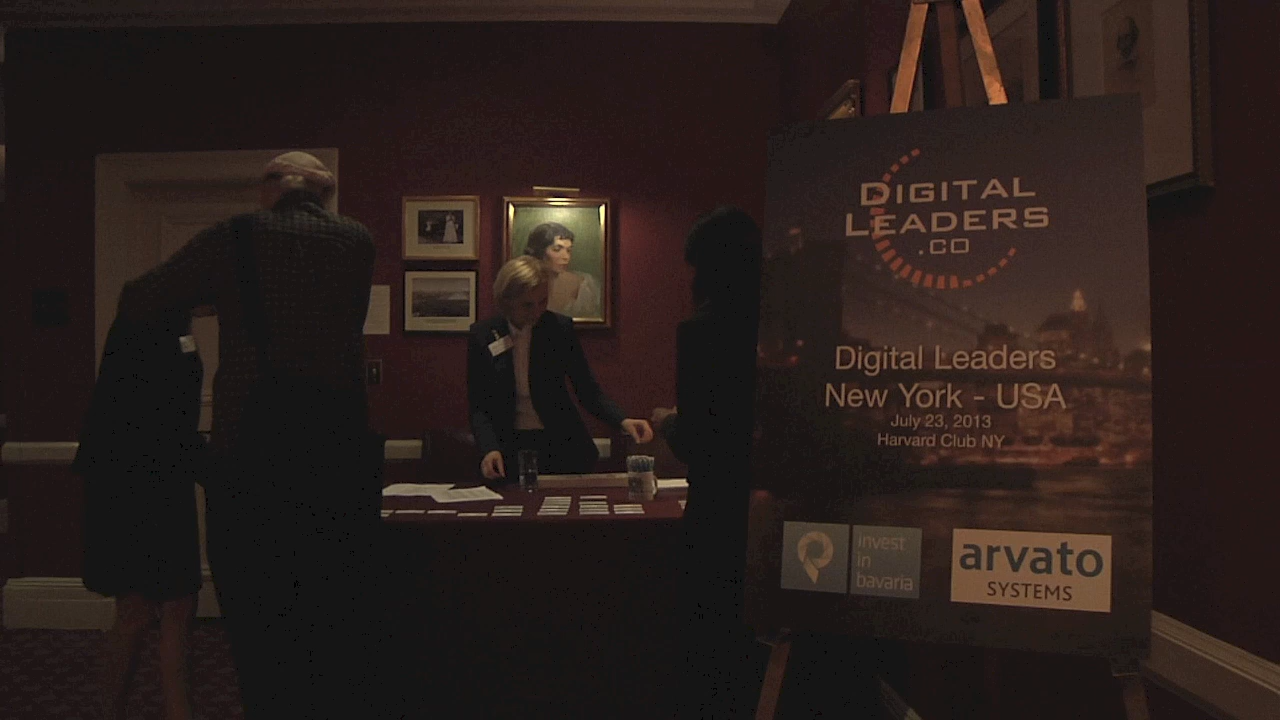 DIGITAL
LEADERS
.CO
Digital Leaders
New York - USA
July 23, 2013
Harvard Club NY
invest
in
bavaria
arvato
SYSTEMS